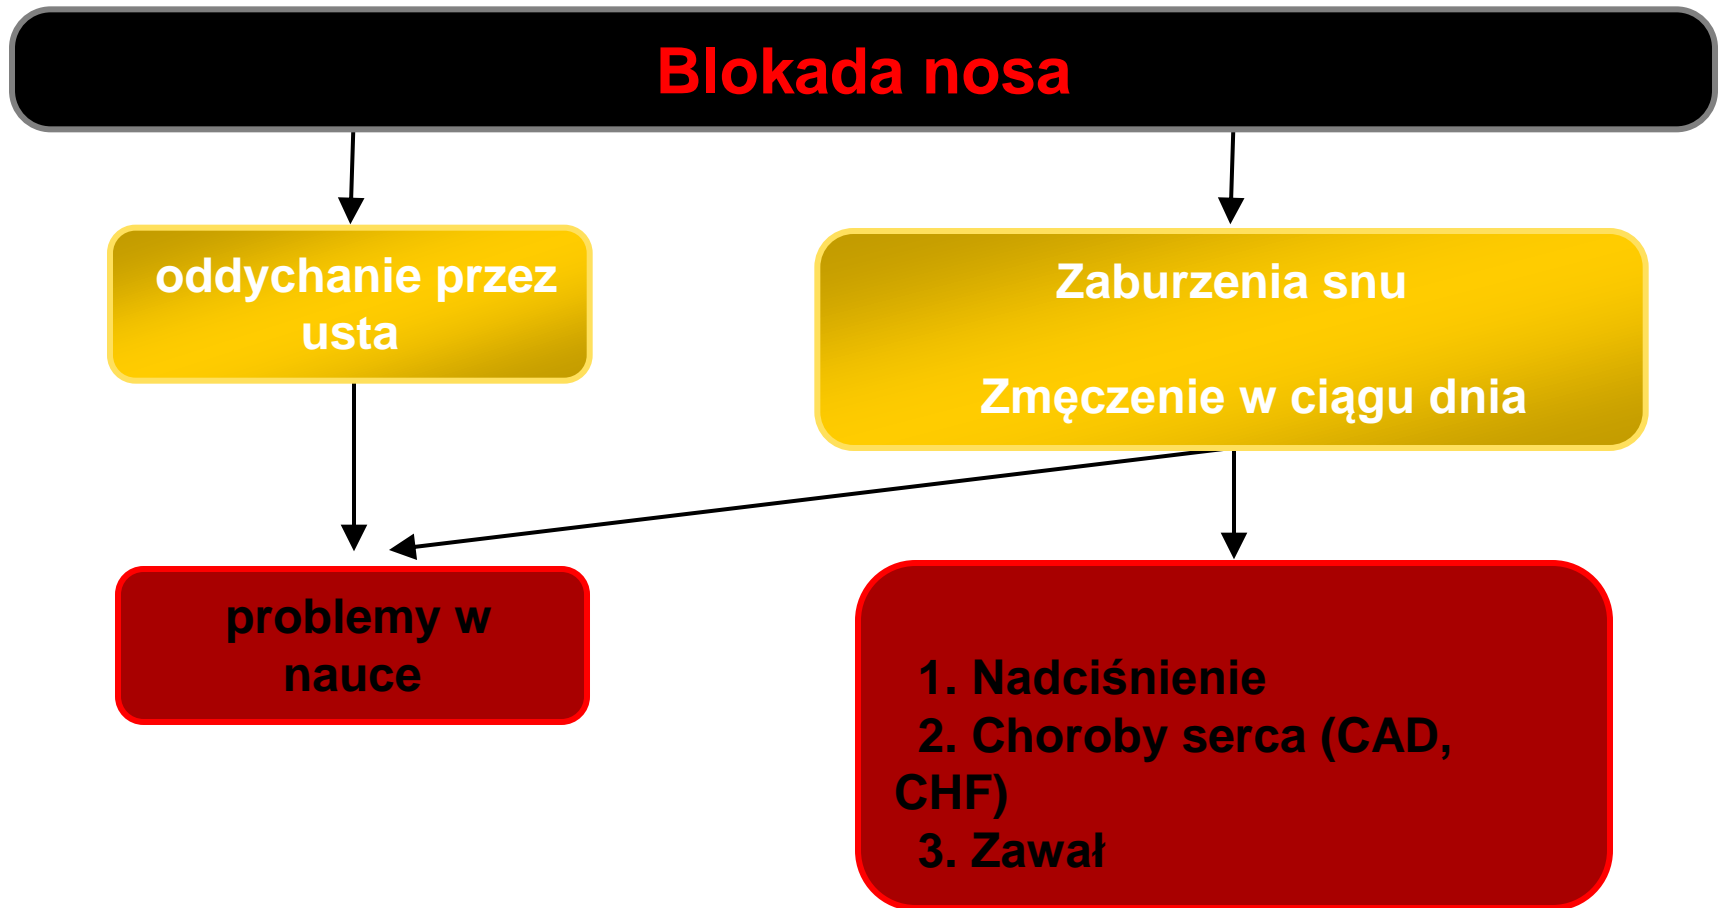 Blokada nosa
oddychanie przez
usta
Zaburzenia snu
Zmęczenie w ciągu dnia
problemy w
nauce
1. Nadciśnienie
2. Choroby serca (CAD,
CHF)
3. Zawał